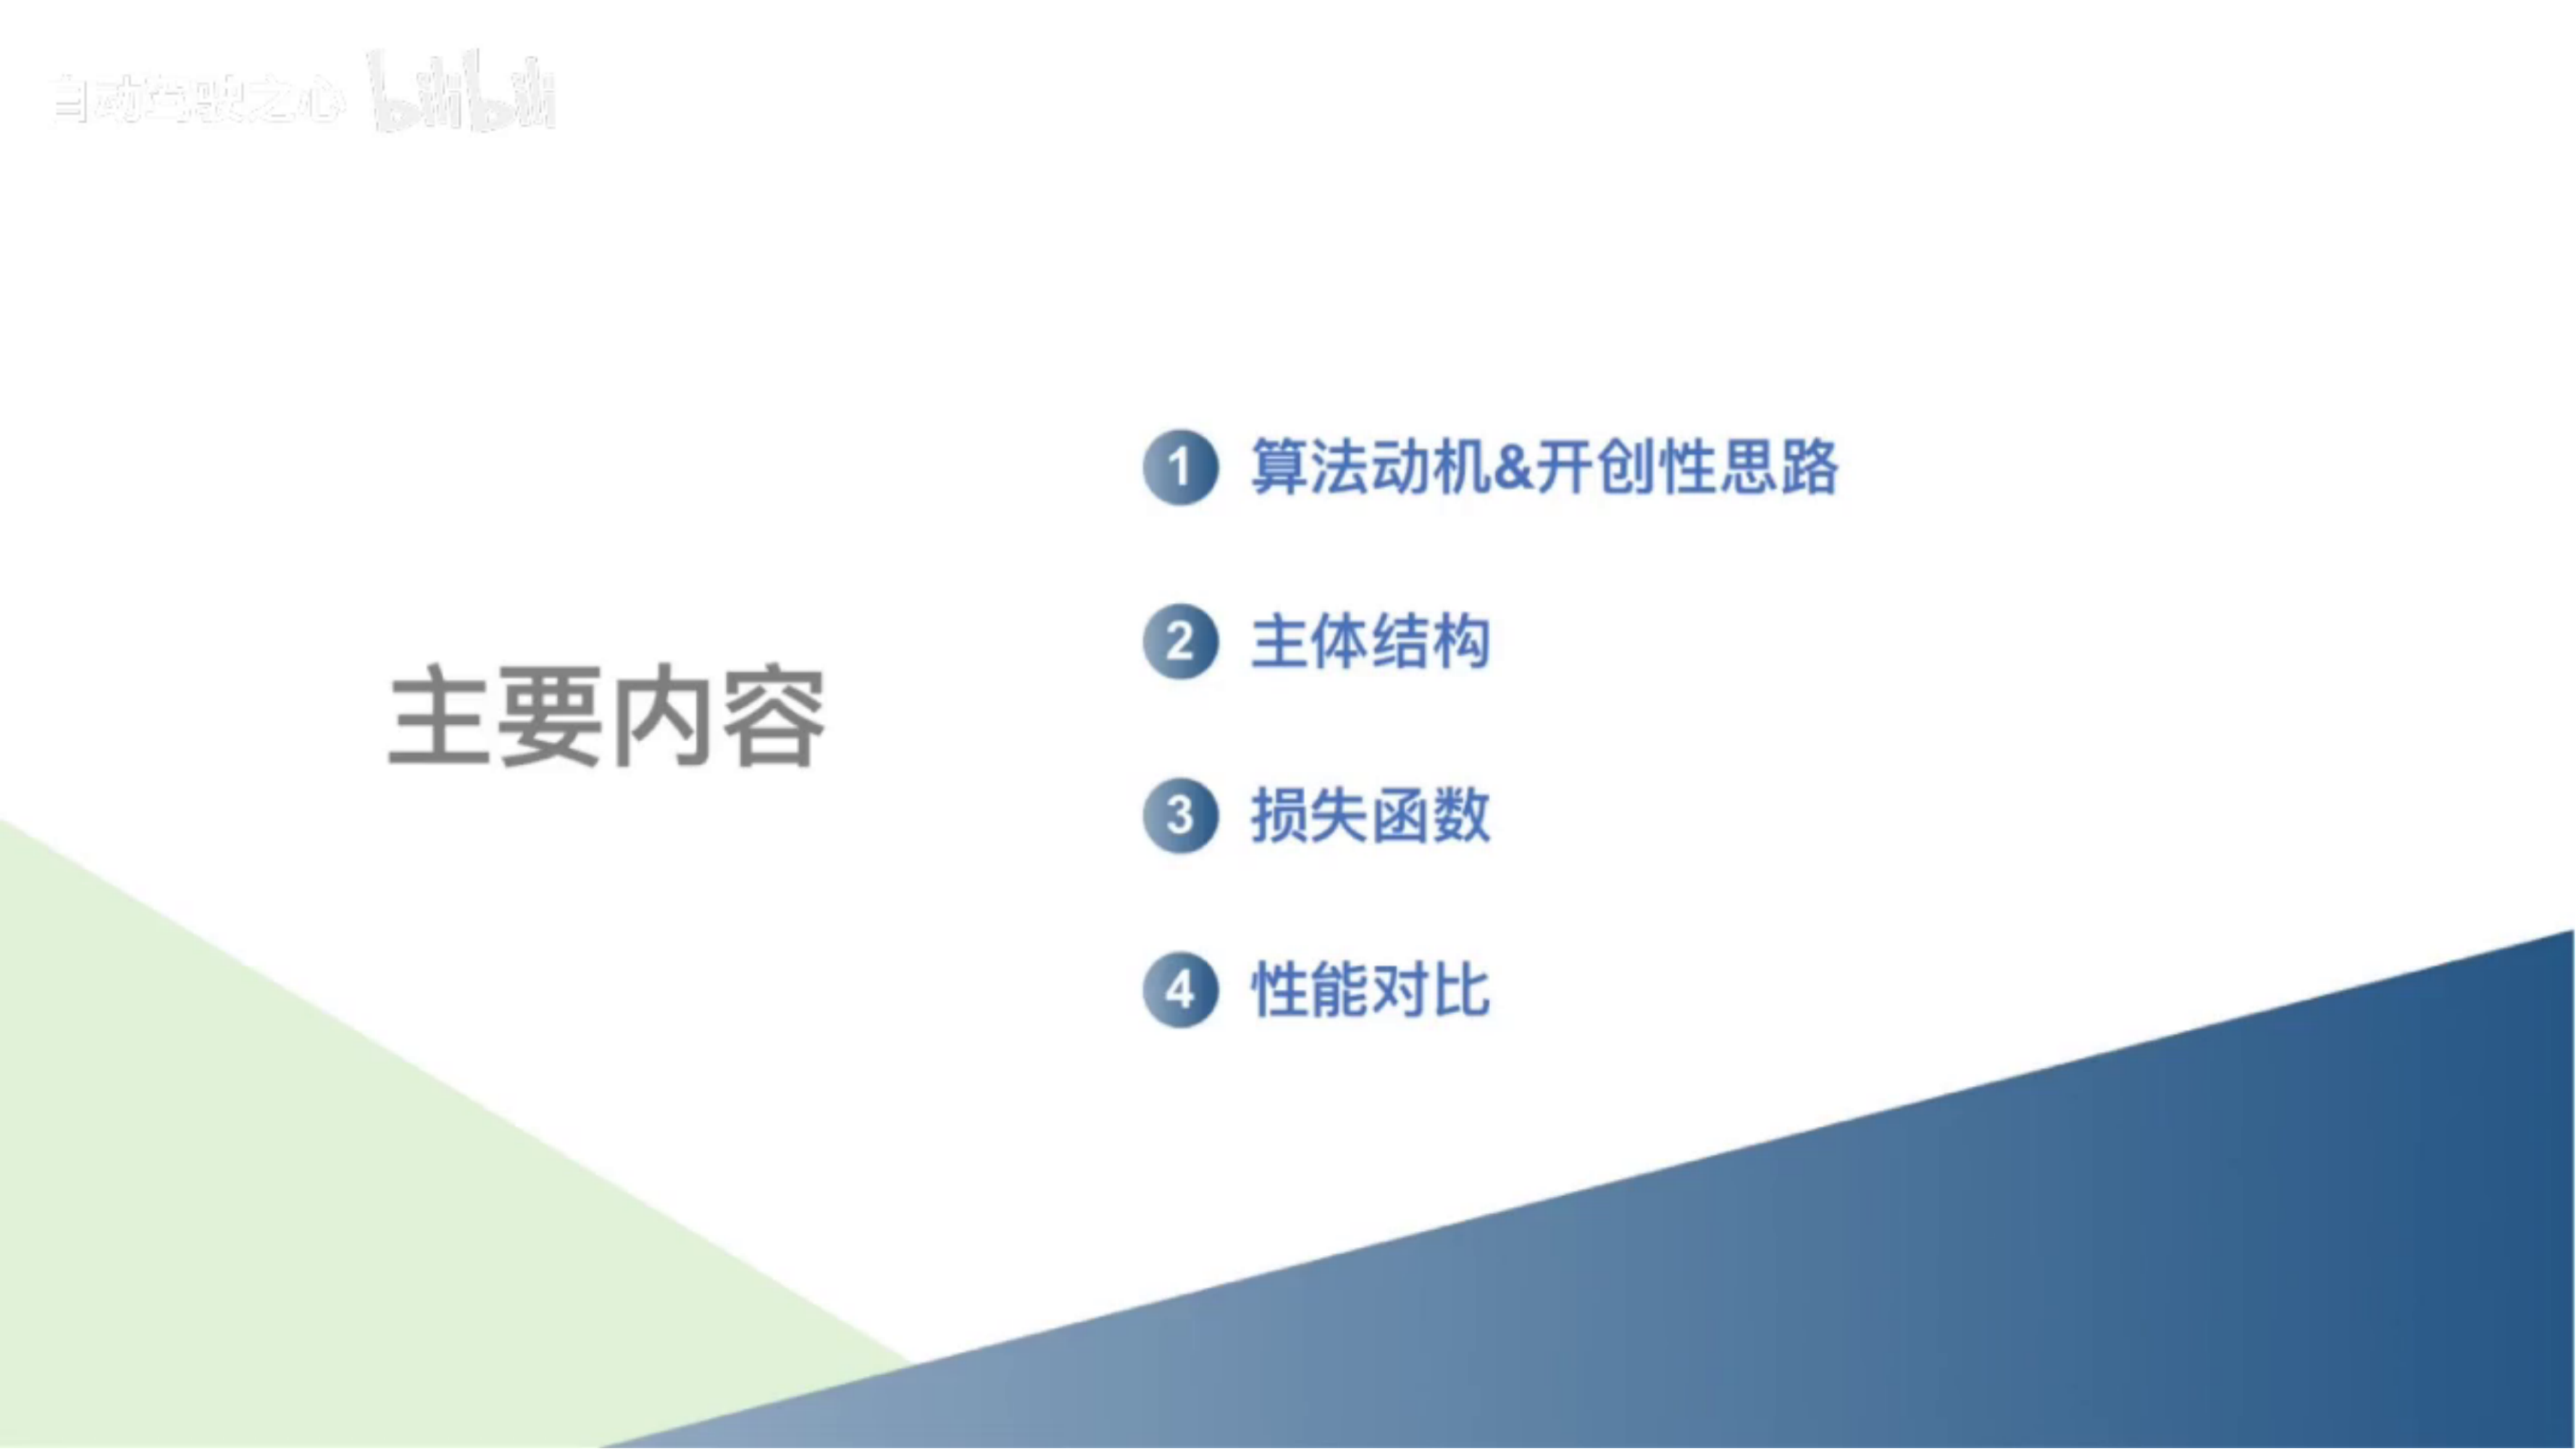 自动驾驶之心 bilibili
主要内容
1 算法动机&开创性思路
2 主体结构
3 损失函数
4 性能对比